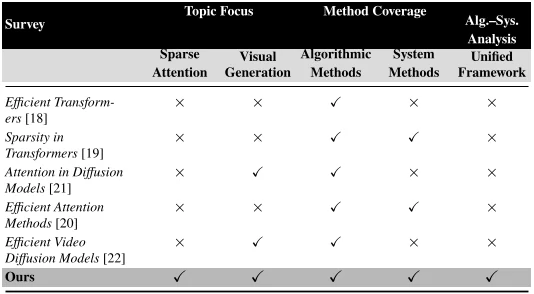 Survey Topic Focus Method Coverage Alg.–Sys. Analysis
Sparse Attention Visual Generation Algorithmic Methods System Methods Unified Framework
Efficient Transform-
ers [18] × × ✓ × ×
Sparsity in
Transformers [19] × × ✓ ✓ ×
Attention in Diffusion
Models [21] × ✓ ✓ × ×
Efficient Attention
Methods [20] × × ✓ ✓ ×
Efficient Video
Diffusion Models [22] × ✓ ✓ × ×
Ours ✓ ✓ ✓ ✓ ✓